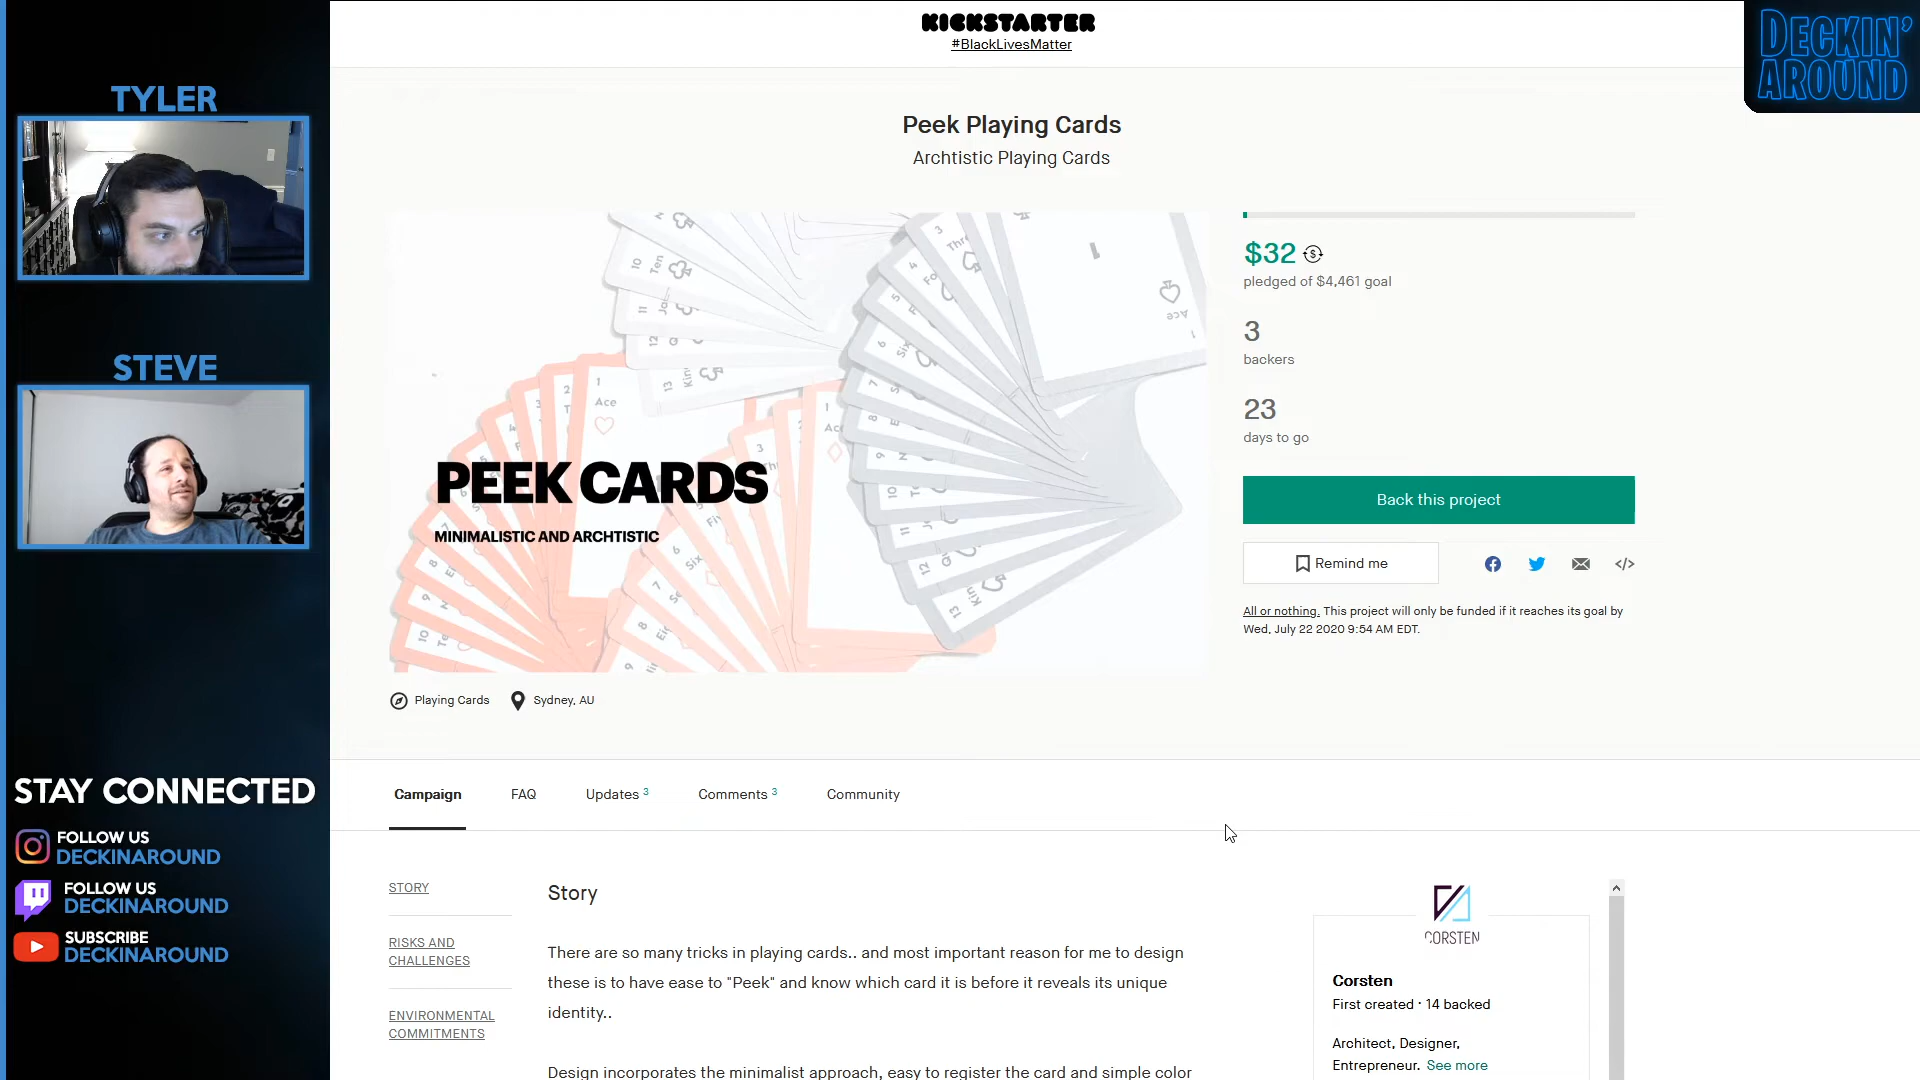 KICKSTARTER
#BlackLivesMatter
DECKIN' AROUND
TYLER
STEVE
STAY CONNECTED
FOLLOW US
DECKINAROUND
FOLLOW US
DECKINAROUND
SUBSCRIBE
DECKINAROUND
Peek Playing Cards
Archtistic Playing Cards
PEEK CARDS
MINIMALISTIC AND ARCHTISTIC
1
Ace
10
Ten
11
12
13
Playing Cards
Sydney, AU
$32
pledged of $4,461 goal
3
backers
23
days to go
Back this project
Remind me
All or nothing. This project will only be funded if it reaches its goal by
Wed, July 22 2020 9:54 AM EDT.
Campaign
FAQ
Updates 3
Comments 3
Community
STORY
RISKS AND
CHALLENGES
ENVIRONMENTAL
COMMITMENTS
Story
There are so many tricks in playing cards.. and most important reason for me to design
these is to have ease to "Peek" and know which card it is before it reveals its unique
identity..
Design incorporates the minimalist approach, easy to register the card and simple color
CORSTEN
Corsten
First created · 14 backed
Architect, Designer,
Entrepreneur. See more